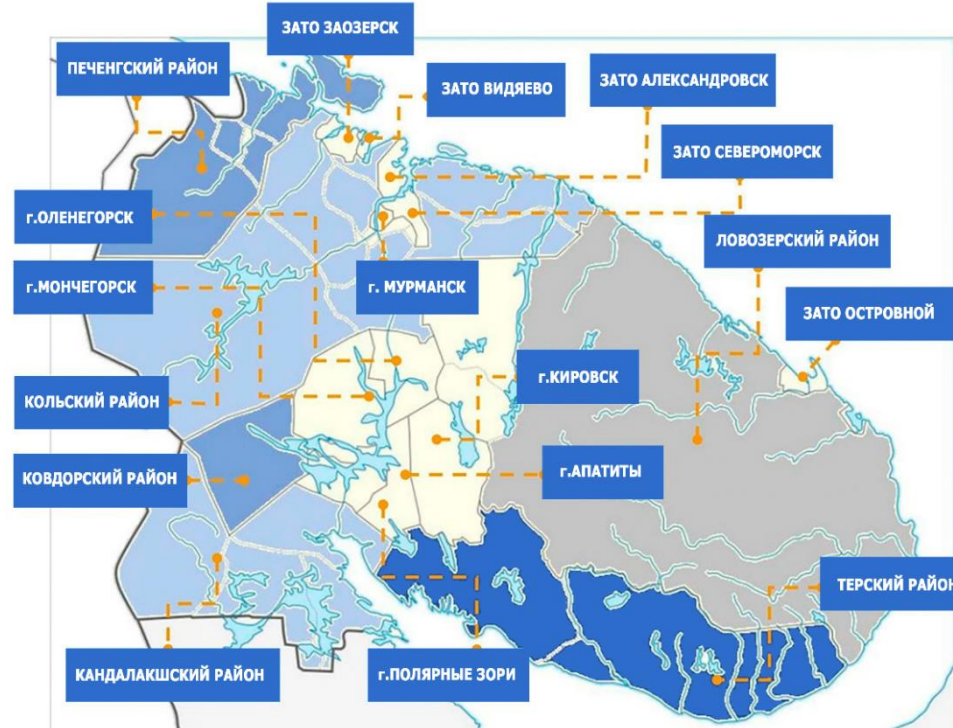 ЗАТО ЗАОЗЕРСК
ПЕЧЕНГСКИЙ РАЙОН
ЗАТО ВИДЯЕВО
ЗАТО АЛЕКСАНДРОВСК
ЗАТО СЕВЕРОМОРСК
г.ОЛЕНЕГОРСК
ЛОВОЗЕРСКИЙ РАЙОН
г.МОНЧЕГОРСК
г. МУРМАНСК
ЗАТО ОСТРОВНОЙ
г.КИРОВСК
КОЛЬСКИЙ РАЙОН
КОВДОРСКИЙ РАЙОН
г.АПАТИТЫ
ТЕРСКИЙ РАЙОН
КАНДАЛАКШСКИЙ РАЙОН
г.ПОЛЯРНЫЕ ЗОРИ